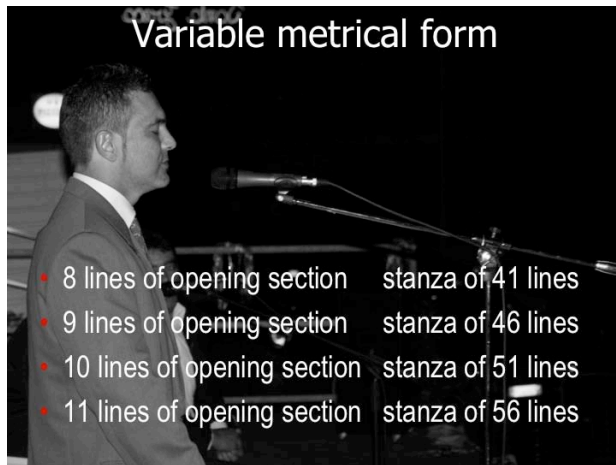 Variable metrical form
• 8 lines of opening section stanza of 41 lines
• 9 lines of opening section stanza of 46 lines
• 10 lines of opening section stanza of 51 lines
• 11 lines of opening section stanza of 56 lines